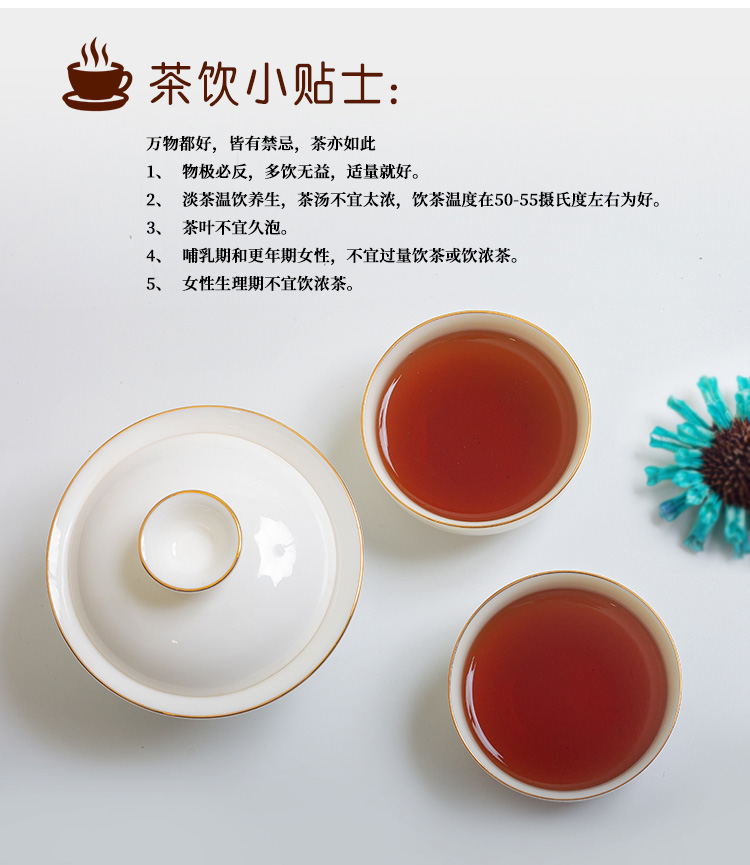 茶饮小贴士：
万物都好，皆有禁忌，茶亦如此
1、 物极必反，多饮无益，适量就好。
2、 淡茶温饮养生，茶汤不宜太浓，饮茶温度在50-55摄氏度左右为好。
3、 茶叶不宜久泡。
4、 哺乳期和更年期女性，不宜过量饮茶或饮浓茶。
5、 女性生理期不宜饮浓茶。